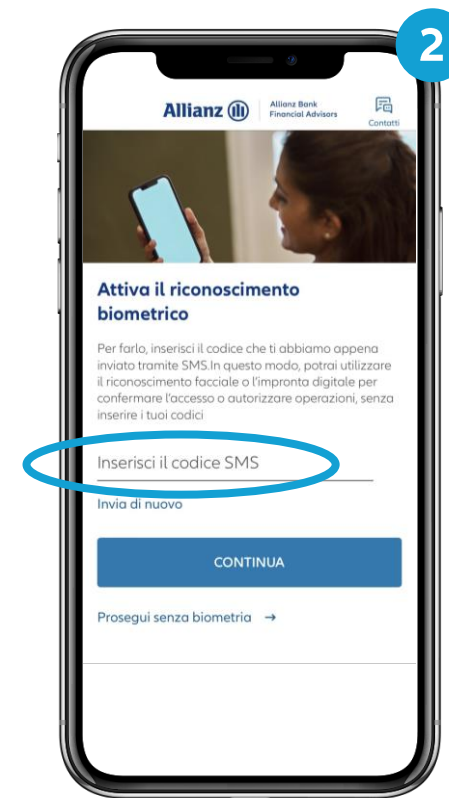 2
Allianz
Allianz Bank
Financial Advisors
Contatti
Attiva il riconoscimento
biometrico
Per farlo, inserisci il codice che ti abbiamo appena
inviato tramite SMS.In questo modo, potrai utilizzare
il riconoscimento facciale o l'impronta digitale per
confermare l'accesso o autorizzare operazioni, senza
inserire i tuoi codici
Inserisci il codice SMS
Invia di nuovo
CONTINUA
Prosegui senza biometria →